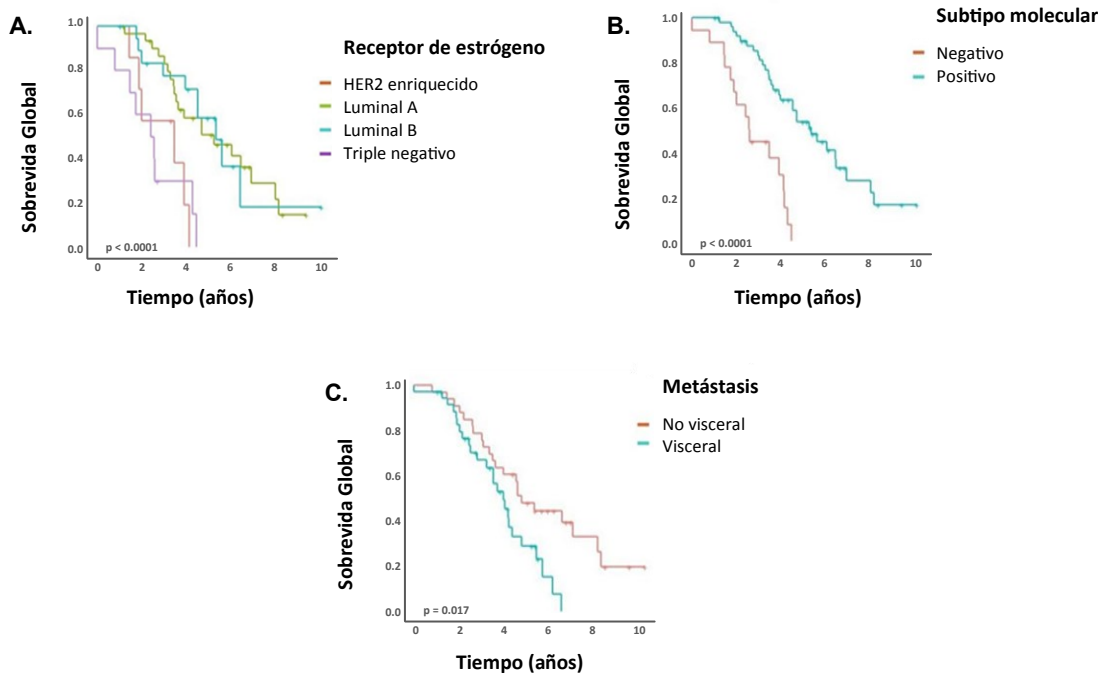 A.
Receptor de estrógeno
HER2 enriquecido
Luminal A
Luminal B
Triple negativo
Sobrevida Global
1.0
0.8
0.6
0.4
0.2
0.0
p < 0.0001
0 2 4 6 8 10
Tiempo (años)
B.
Subtipo molecular
Negativo
Positivo
Sobrevida Global
1.0
0.8
0.6
0.4
0.2
0.0
p < 0.0001
0 2 4 6 8 10
Tiempo (años)
C.
Metástasis
No visceral
Visceral
Sobrevida Global
1.0
0.8
0.6
0.4
0.2
0.0
p = 0.017
0 2 4 6 8 10
Tiempo (años)